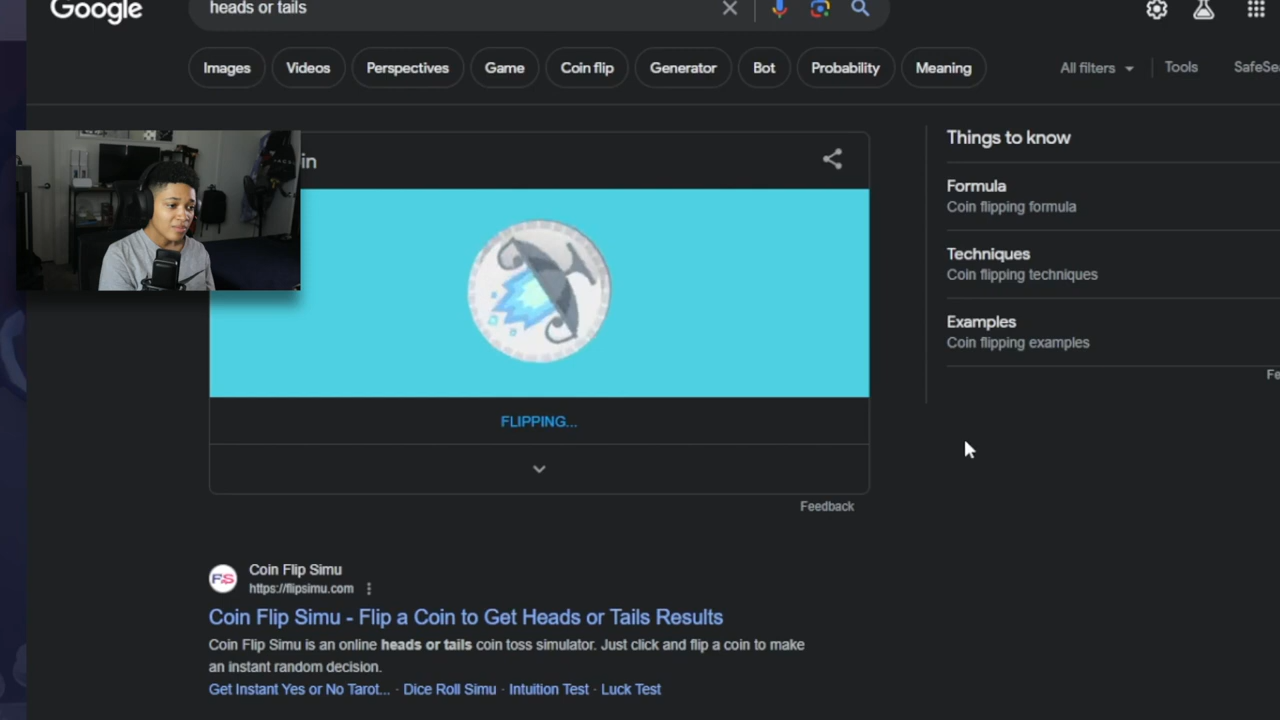 Google
heads or tails
Images
Videos
Perspectives
Game
Coin flip
Generator
Bot
Probability
Meaning
All filters
Tools
in
FLIPPING...
Feedback
Things to know
Formula
Coin flipping formula
Techniques
Coin flipping techniques
Examples
Coin flipping examples
FS
Coin Flip Simu
https://flipsimu.com
Coin Flip Simu - Flip a Coin to Get Heads or Tails Results
Coin Flip Simu is an online heads or tails coin toss simulator. Just click and flip a coin to make
an instant random decision.
Get Instant Yes or No Tarot... · Dice Roll Simu · Intuition Test · Luck Test